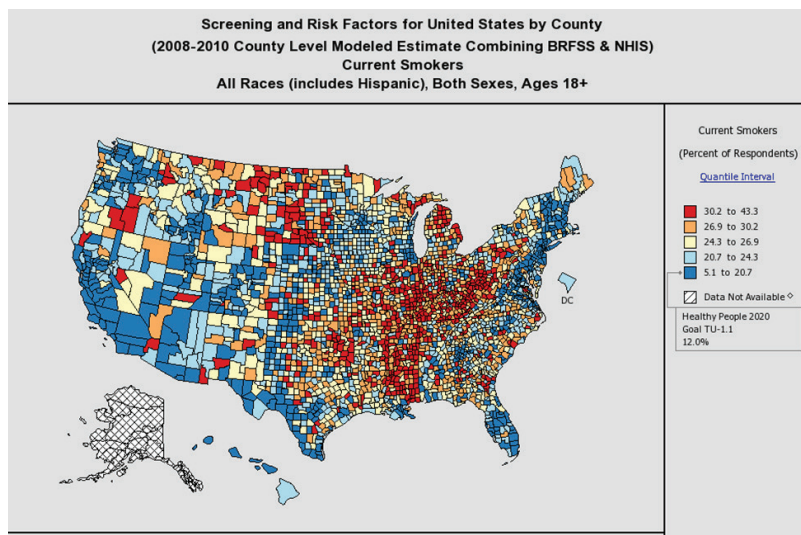 Screening and Risk Factors for United States by County
(2008-2010 County Level Modeled Estimate Combining BRFSS & NHIS)
Current Smokers
All Races (includes Hispanic), Both Sexes, Ages 18+
Current Smokers
(Percent of Respondents)
Quantile Interval
30.2 to 43.3
26.9 to 30.2
24.3 to 26.9
20.7 to 24.3
5.1 to 20.7
Data Not Available ◇
Healthy People 2020
Goal TU-1.1
12.0%
DC